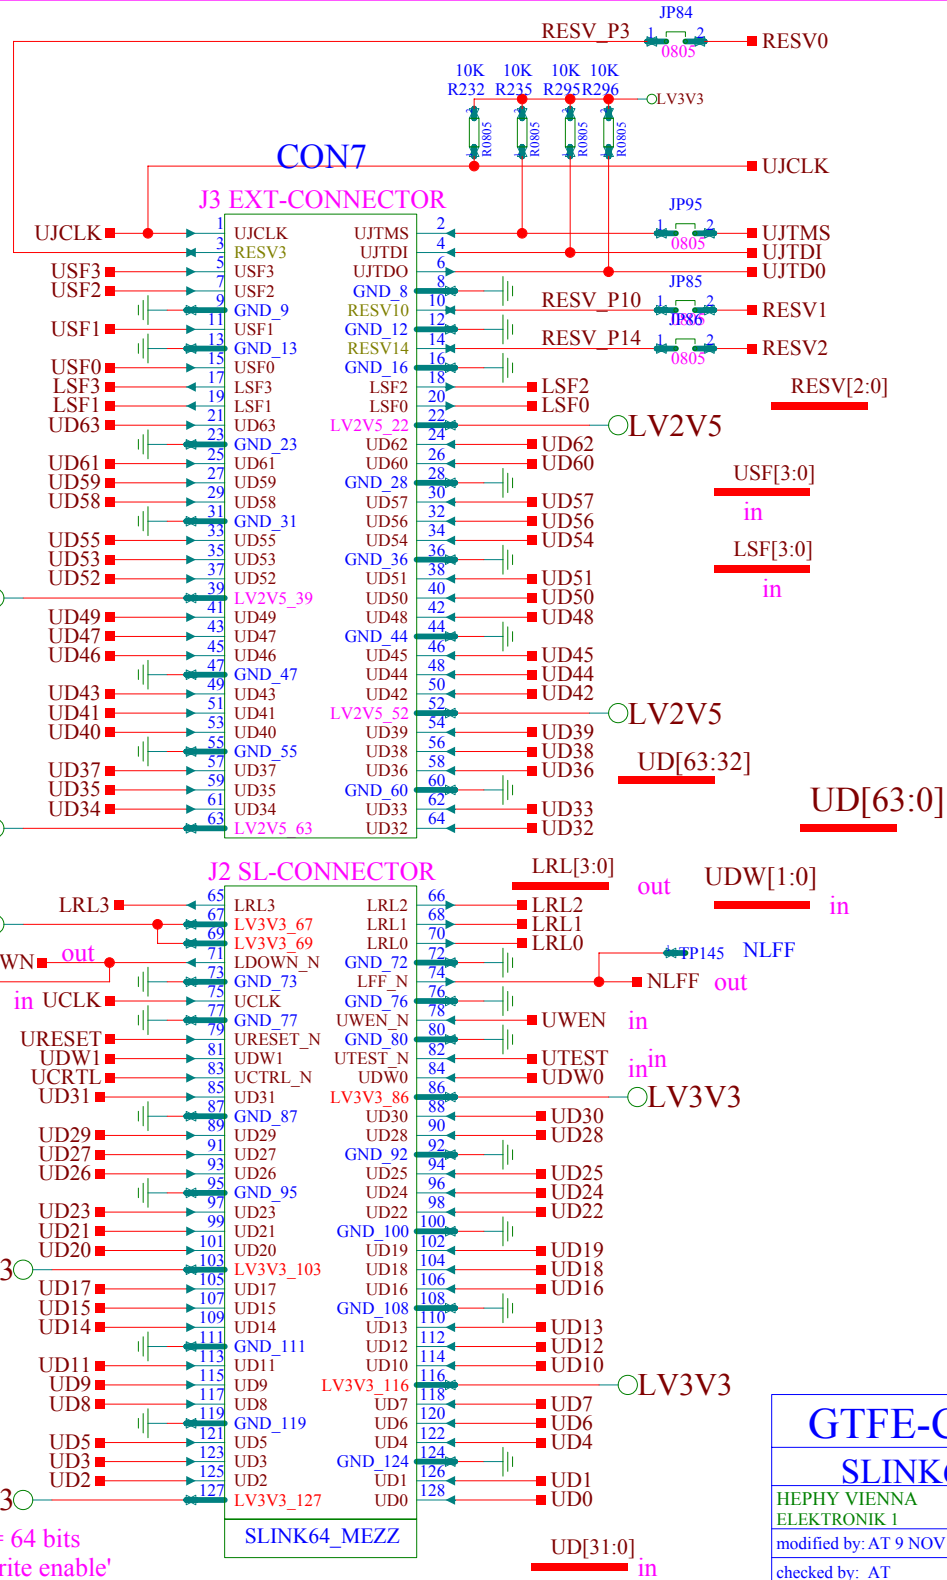 JP84
RESV_P3 1 2 RESV0
0805
10K 10K 10K 10K
R232 R235 R295 R296 LV3V3
R0805 R0805 R0805 R0805
CON7
UJCLK
J3 EXT-CONNECTOR
JP95
UJCLK 1 UJCLK UJTMS 2 1 2 UJTMS
0805
3 RESV3 UJTDI 4 UJTDI
USF3 5 USF3 UJTDO 6 UJTD0
USF2 7 USF2 GND_8 8 JP85
9 GND_9 RESV10 10 RESV_P10 1 2 RESV1
0805
USF1 11 USF1 GND_12 12 JP86
13 GND_13 RESV14 14 RESV_P14 1 2 RESV2
0805
USF0 15 USF0 GND_16 16
LSF3 17 LSF3 LSF2 18 LSF2 RESV[2:0]
LSF1 19 LSF1 LSF0 20 LSF0
UD63 21 UD63 LV2V5_22 22 LV2V5
23 GND_23 UD62 24 UD62
UD61 25 UD61 UD60 26 UD60
UD59 27 UD59 GND_28 28 USF[3:0]
UD58 29 UD58 UD57 30 UD57
31 GND_31 UD56 32 UD56 in
UD55 33 UD55 UD54 34 UD54
UD53 35 UD53 GND_36 36 LSF[3:0]
UD52 37 UD52 UD51 38 UD51
39 LV2V5_39 UD50 40 UD50 in
UD49 41 UD49 UD48 42 UD48
UD47 43 UD47 GND_44 44
UD46 45 UD46 UD45 46 UD45
47 GND_47 UD44 48 UD44
UD43 49 UD43 UD42 50 UD42
UD41 51 UD41 LV2V5_52 52 LV2V5
UD40 53 UD40 UD39 54 UD39
55 GND_55 UD38 56 UD38
UD37 57 UD37 UD36 58 UD36 UD[63:32]
UD35 59 UD35 GND_60 60
UD34 61 UD34 UD33 62 UD33 UD[63:0]
63 LV2V5_63 UD32 64 UD32
J2 SL-CONNECTOR
LRL[3:0] out UDW[1:0] in
LRL3 65 LRL3 LRL2 66 LRL2
67 LV3V3_67 LRL1 68 LRL1
69 LV3V3_69 LRL0 70 LRL0
WN out 71 LDOWN_N GND_72 72 TP145 NLFF
73 GND_73 LFF_N 74 NLFF out
in UCLK 75 UCLK GND_76 76
77 GND_77 UWEN_N 78 UWEN in
URESET 79 URESET_N GND_80 80
UDW1 81 UDW1 UTEST_N 82 UTEST in
UCRTL 83 UCTRL_N UDW0 84 UDW0 in
UD31 85 UD31 LV3V3_86 86 LV3V3
87 GND_87 UD30 88 UD30
UD29 89 UD29 UD28 90 UD28
UD27 91 UD27 GND_92 92
UD26 93 UD26 UD25 94 UD25
95 GND_95 UD24 96 UD24
UD23 97 UD23 UD22 98 UD22
UD21 99 UD21 GND_100 100
UD20 101 UD20 UD19 102 UD19
3 103 LV3V3_103 UD18 104 UD18
UD17 105 UD17 UD16 106 UD16
UD15 107 UD15 GND_108 108
UD14 109 UD14 UD13 110 UD13
111 GND_111 UD12 112 UD12
UD11 113 UD11 UD10 114 UD10
UD9 115 UD9 LV3V3_116 116 LV3V3
UD8 117 UD8 UD7 118 UD7
119 GND_119 UD6 120 UD6
UD5 121 UD5 UD4 122 UD4
UD3 123 UD3 GND_124 124
UD2 125 UD2 UD1 126 UD1
3 127 LV3V3_127 UD0 128 UD0
SLINK64_MEZZ
= 64 bits
rite enable'
UD[31:0] in
GTFE-C
SLINK6
HEPHY VIENNA
ELEKTRONIK 1
modified by: AT 9 NOV
checked by: AT